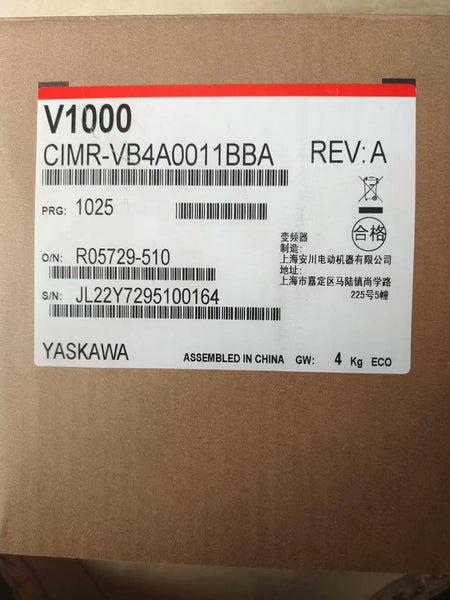 V1000
CIMR-VB4A0011BBA REV: A
PRG: 1025
合格
变频器
制造:
上海安川电动机器有限公司
地址:
上海市嘉定区马陆镇尚学路
225号5幢
O/N: R05729-510
S/N: JL22Y7295100164
YASKAWA ASSEMBLED IN CHINA GW: 4 Kg ECO